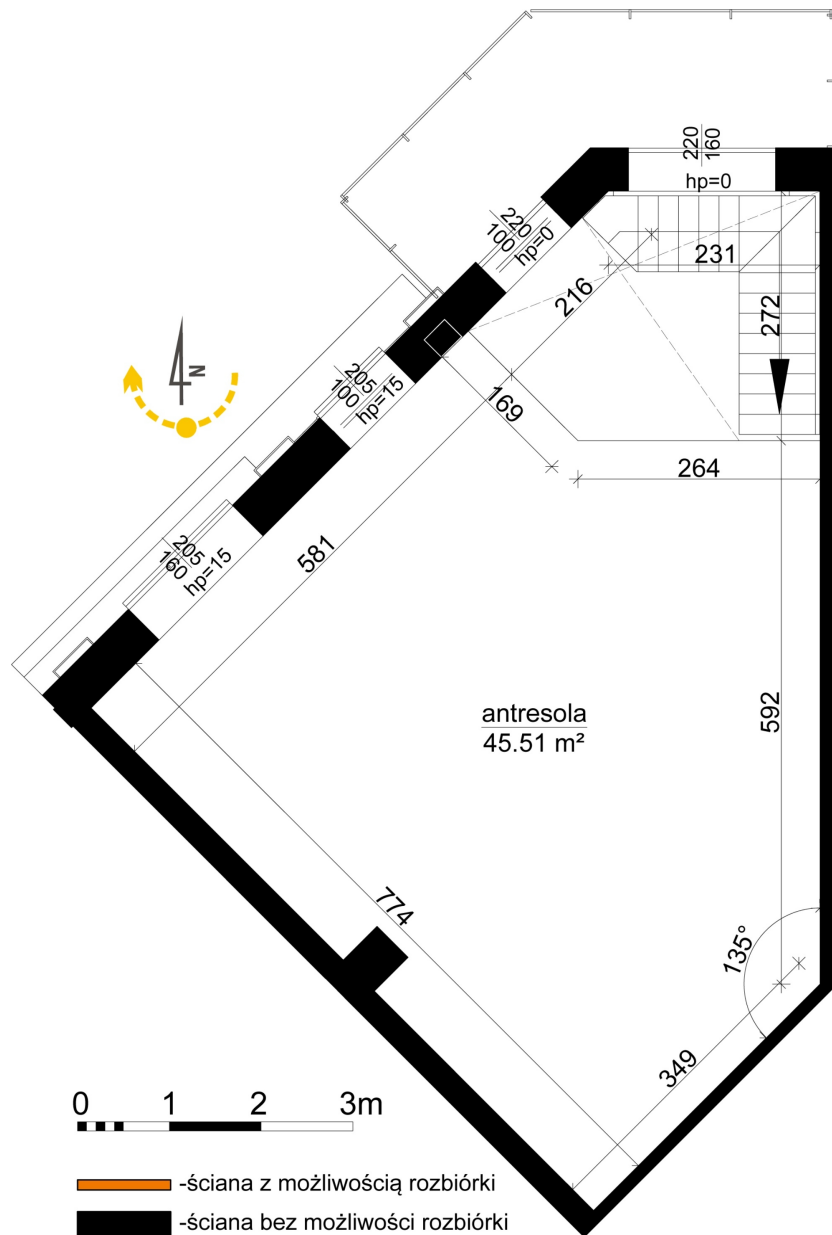 220
160
hp=0
220
100
hp=0
231
216
272
205
100
hp=15
169
264
N
205
160
hp=15
581
antresola
45.51 m²
592
774
135°
349
0 1 2 3m
-ściana z możliwością rozbiórki
-ściana bez możliwości rozbiórki